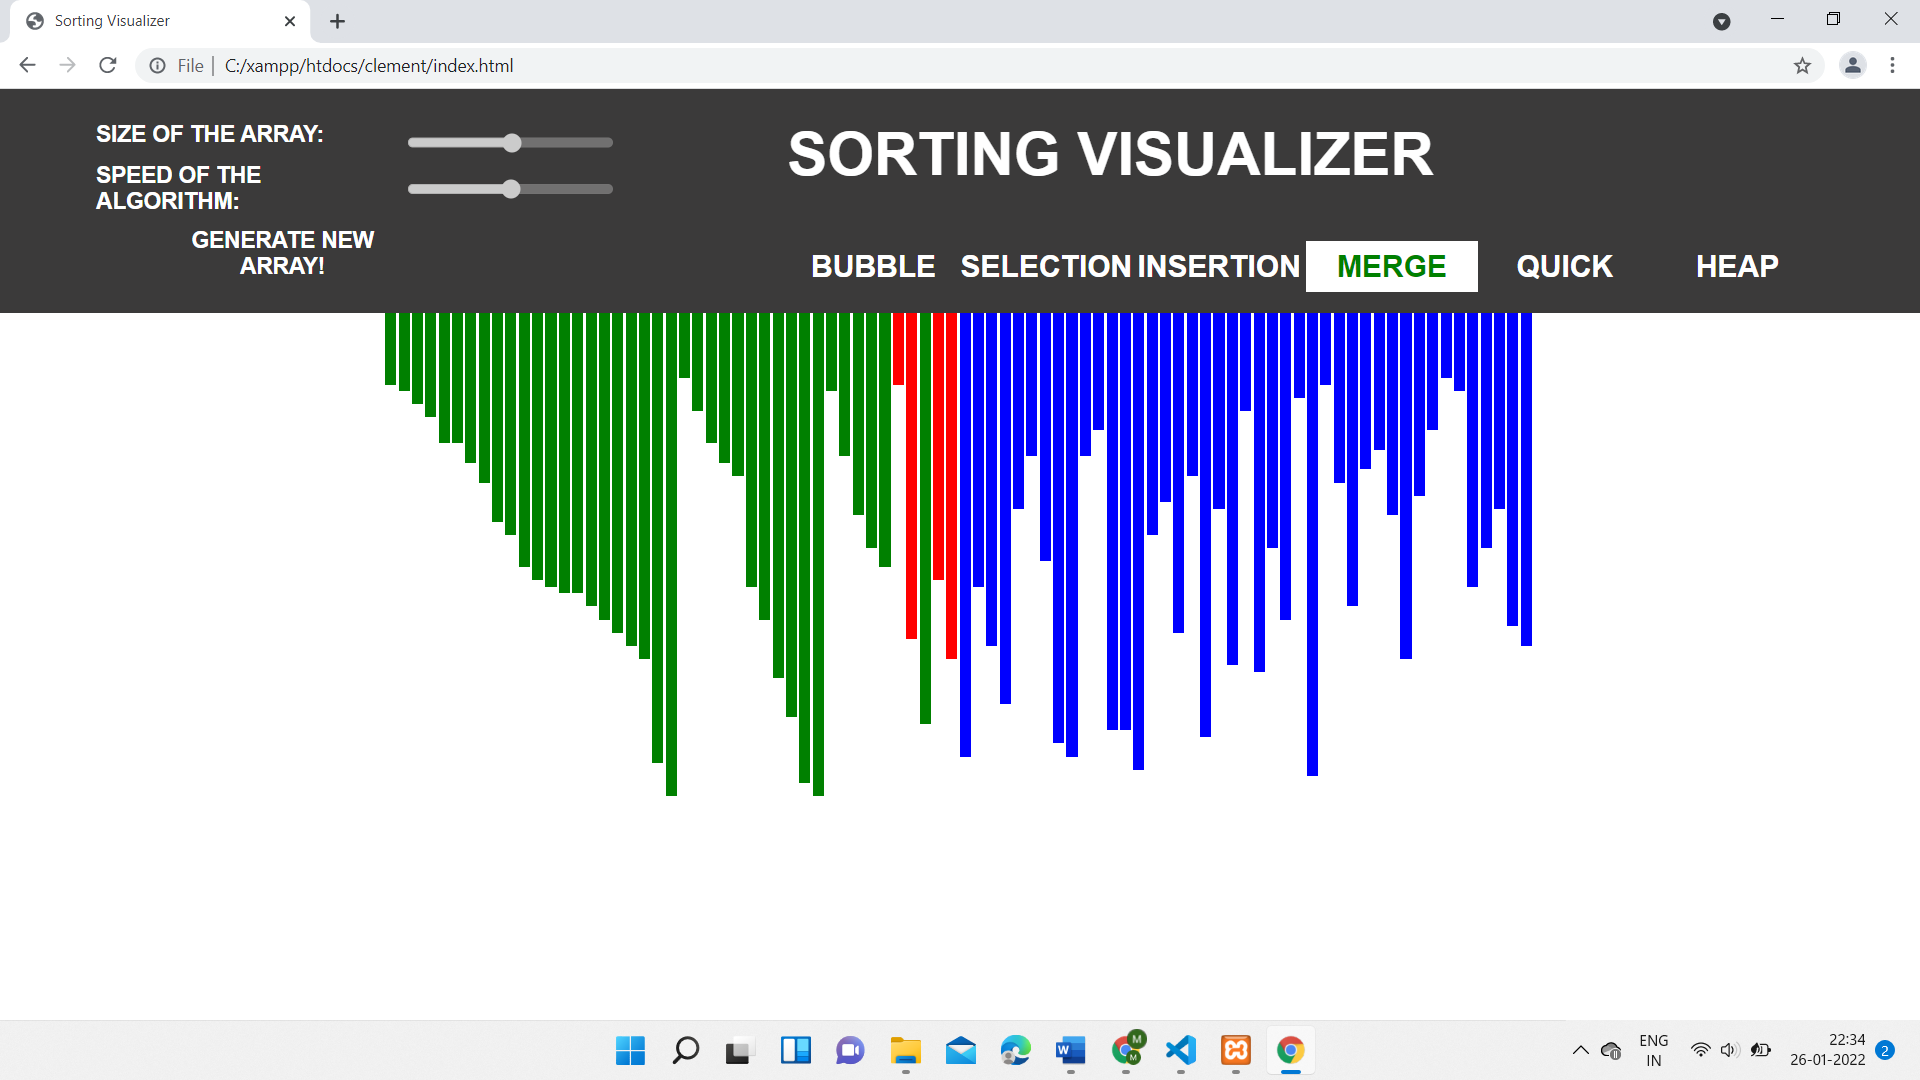 Sorting Visualizer
File | C:/xampp/htdocs/clement/index.html
SIZE OF THE ARRAY:
SPEED OF THE
ALGORITHM:
GENERATE NEW
ARRAY!
SORTING VISUALIZER
BUBBLE SELECTION INSERTION MERGE QUICK HEAP
W
M
M
ENG
IN
22:34
26-01-2022
2